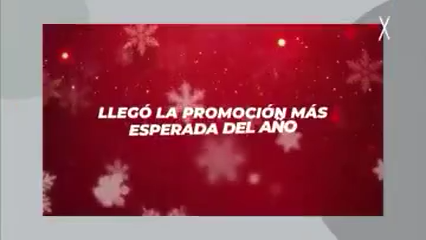 X
LLEGÓ LA PROMOCIÓN MÁS
ESPERADA DEL AÑO